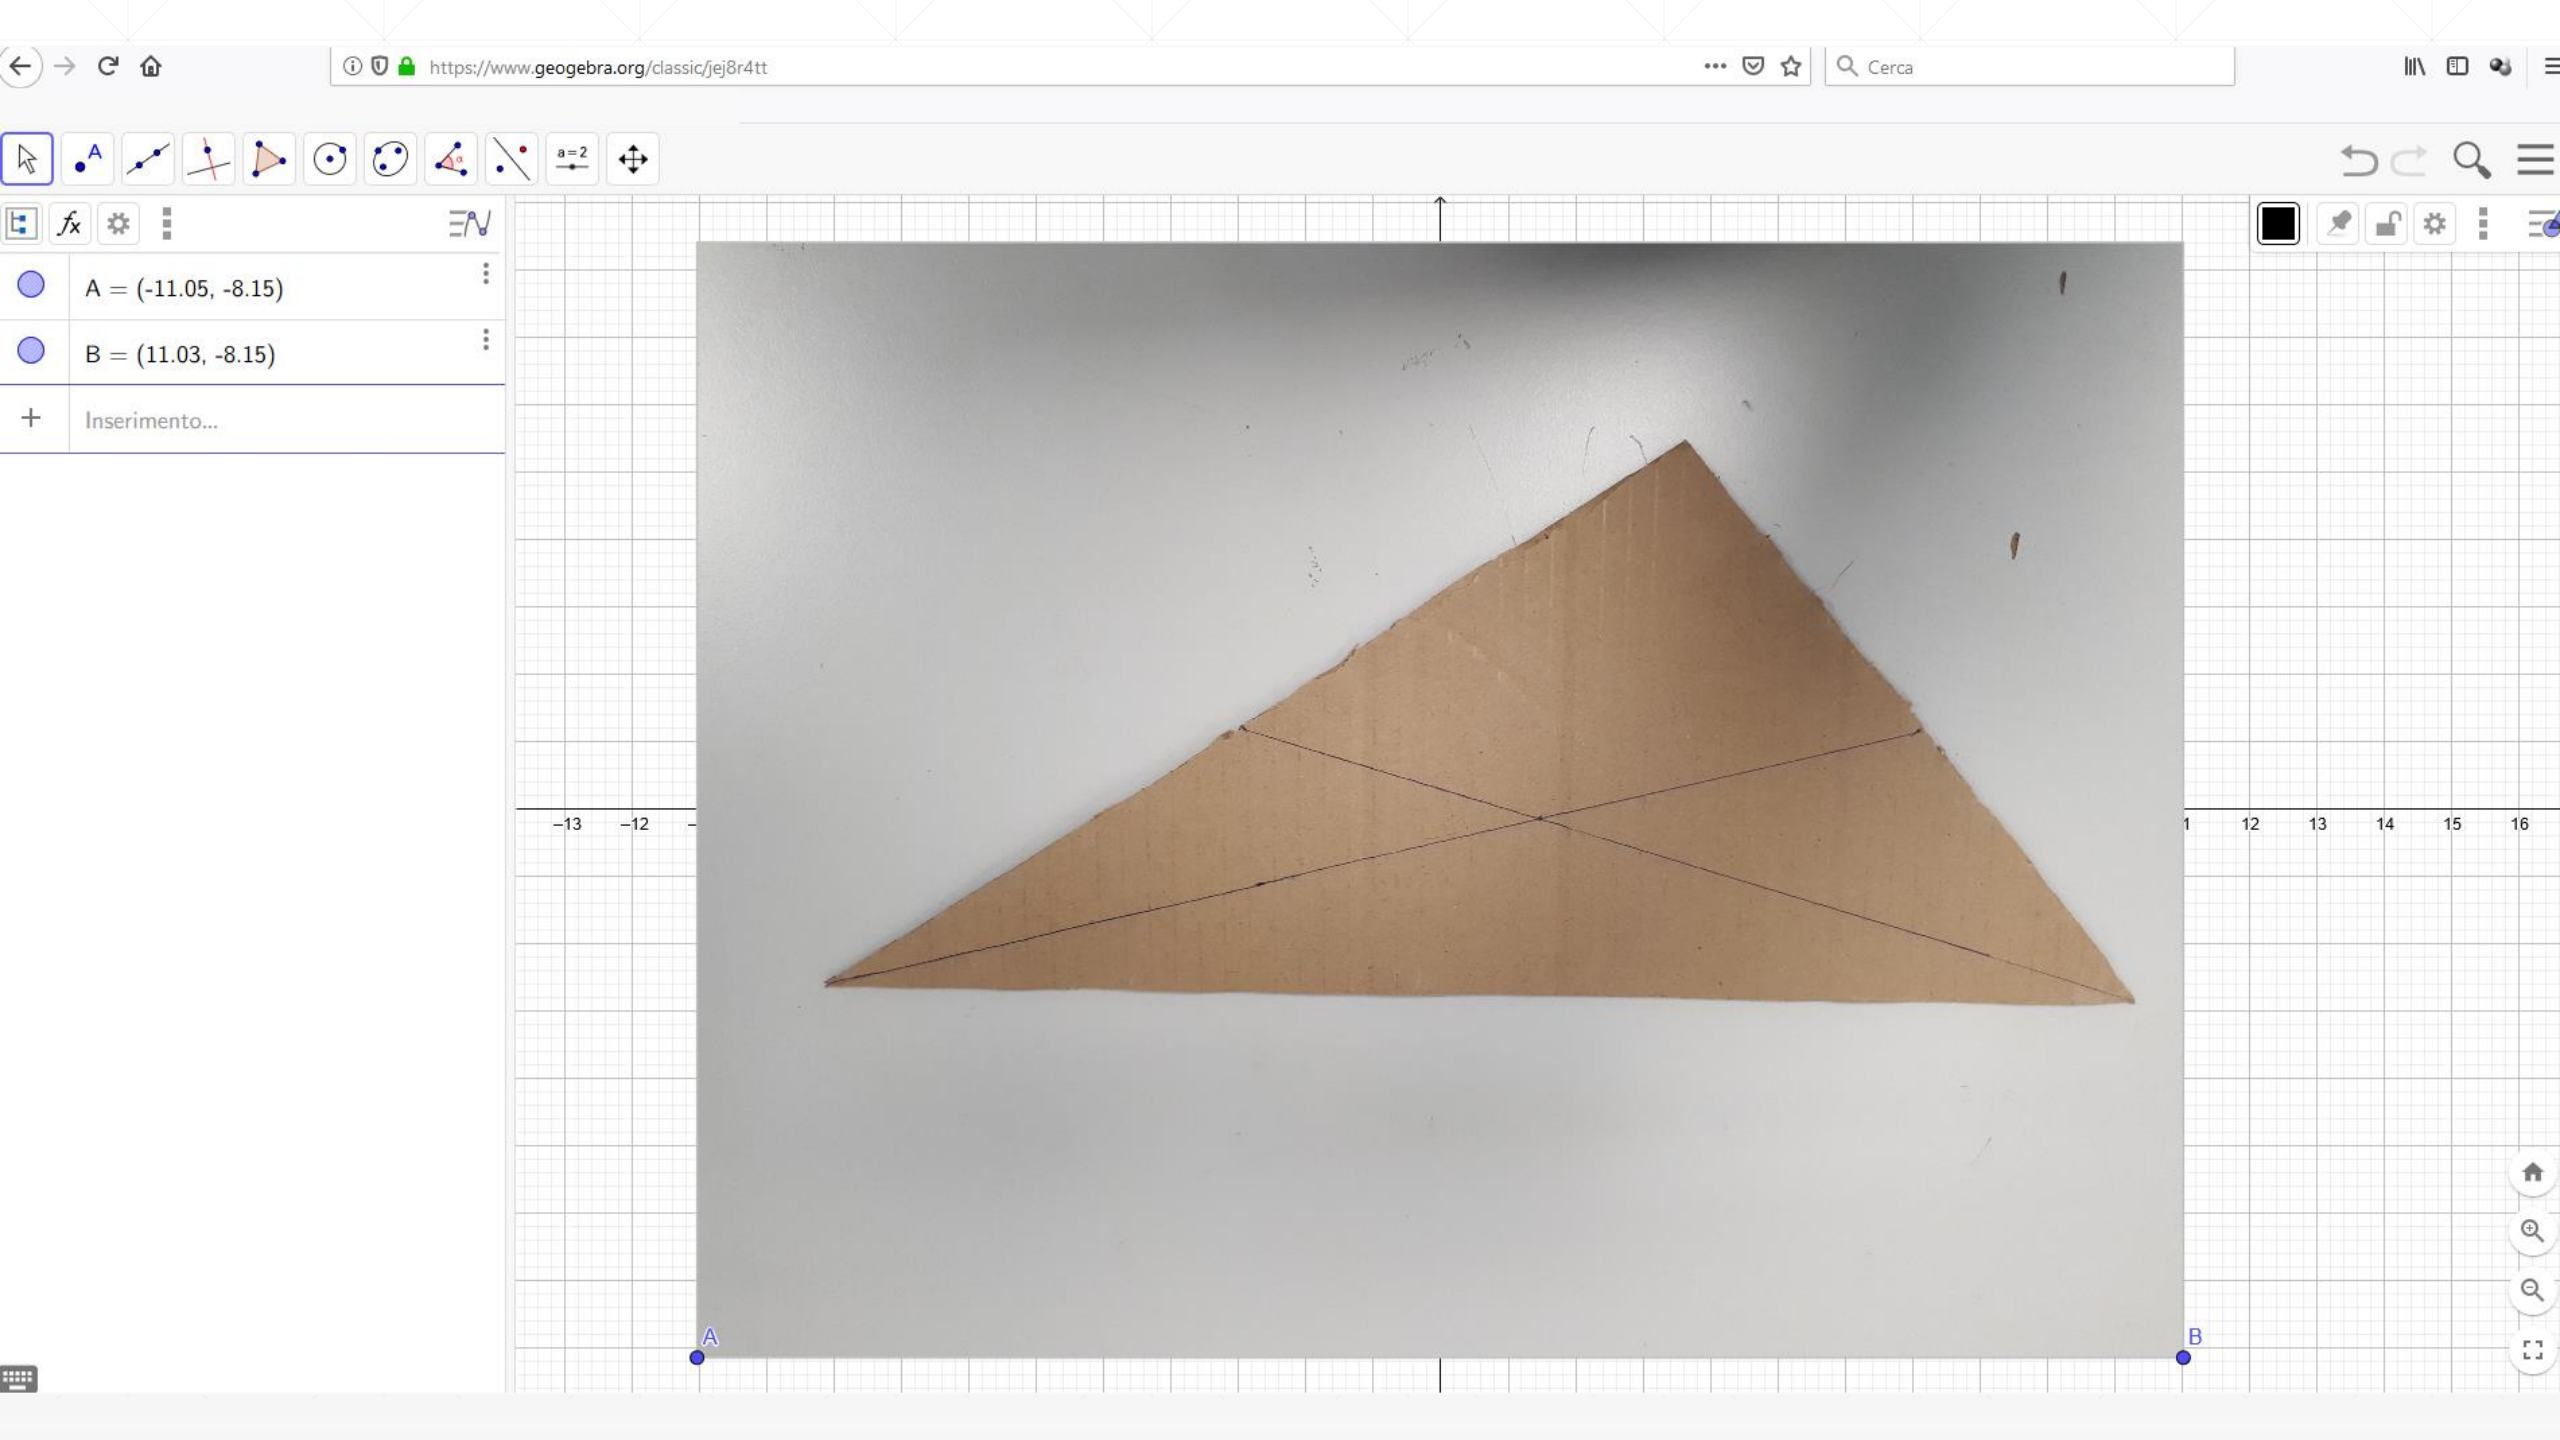 https://www.geogebra.org/classic/jej8r4tt
Cerca
A
α
a=2
fx
A = (-11.05, -8.15)
B = (11.03, -8.15)
Inserimento...
−13 −12 − 1 12 13 14 15 16
A B